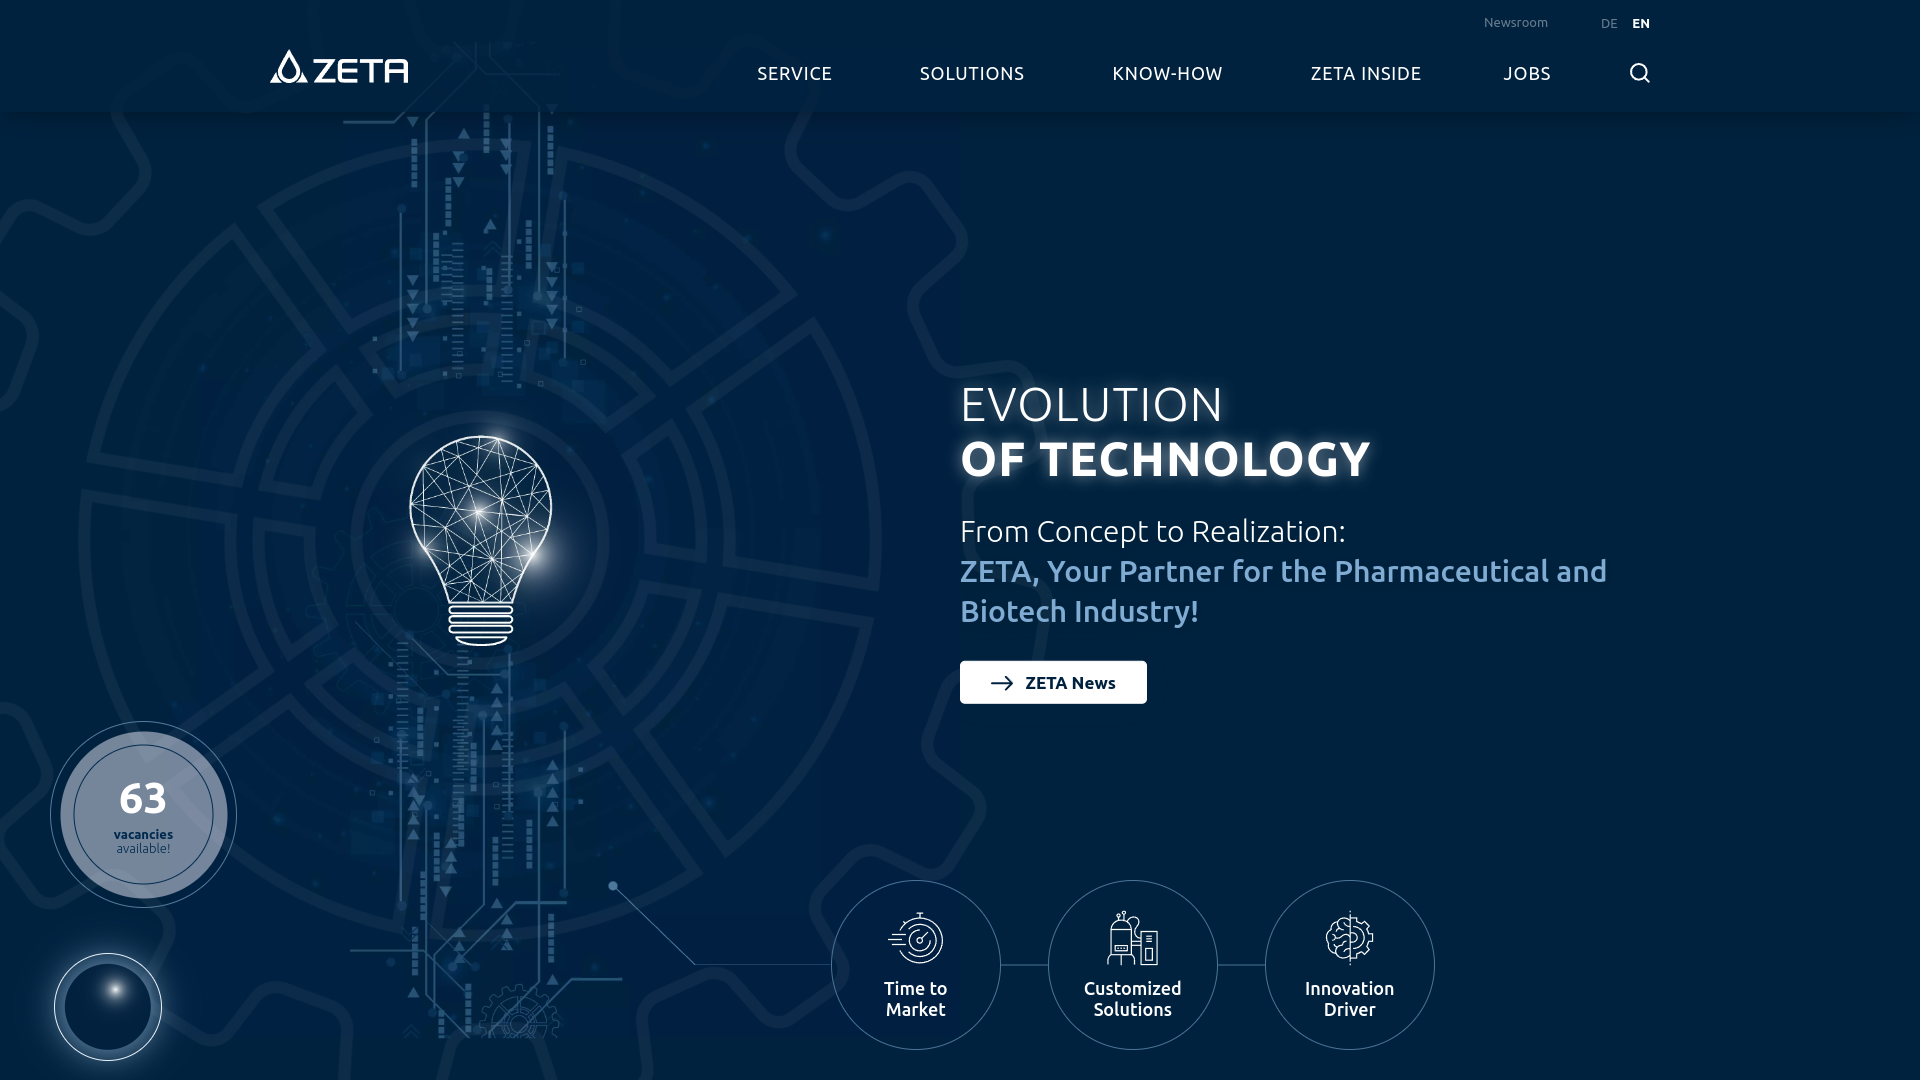 Newsroom
DE EN
ZETA
SERVICE
SOLUTIONS
KNOW-HOW
ZETA INSIDE
JOBS
EVOLUTION
OF TECHNOLOGY
From Concept to Realization:
ZETA, Your Partner for the Pharmaceutical and
Biotech Industry!
ZETA News
63
vacancies
available!
Time to
Market
Customized
Solutions
Innovation
Driver